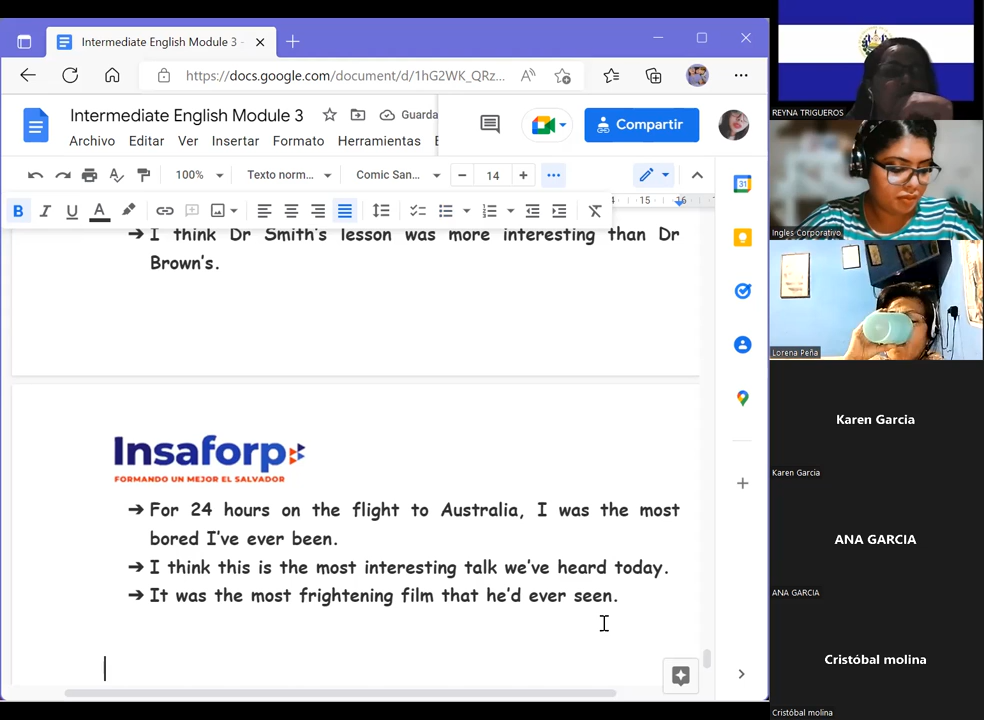 Intermediate English Module 3 -
https://docs.google.com/document/d/1hG2WK_QRz...
Intermediate English Module 3
Guarda
Archivo Editar Ver Insertar Formato Herramientas
Compartir
100% Texto norm... Comic San... 14
14 15 16
I think Dr Smith's lesson was more interesting than Dr
Brown's.
Insaforp
FORMANDO UN MEJOR EL SALVADOR
➔ For 24 hours on the flight to Australia, I was the most
bored I've ever been.
➔ I think this is the most interesting talk we've heard today.
➔ It was the most frightening film that he'd ever seen.
REYNA TRIGUEROS
Ingles Corporativo
Lorena Peña
Karen Garcia
Karen Garcia
ANA GARCIA
ANA GARCIA
Cristóbal molina
Cristóbal molina